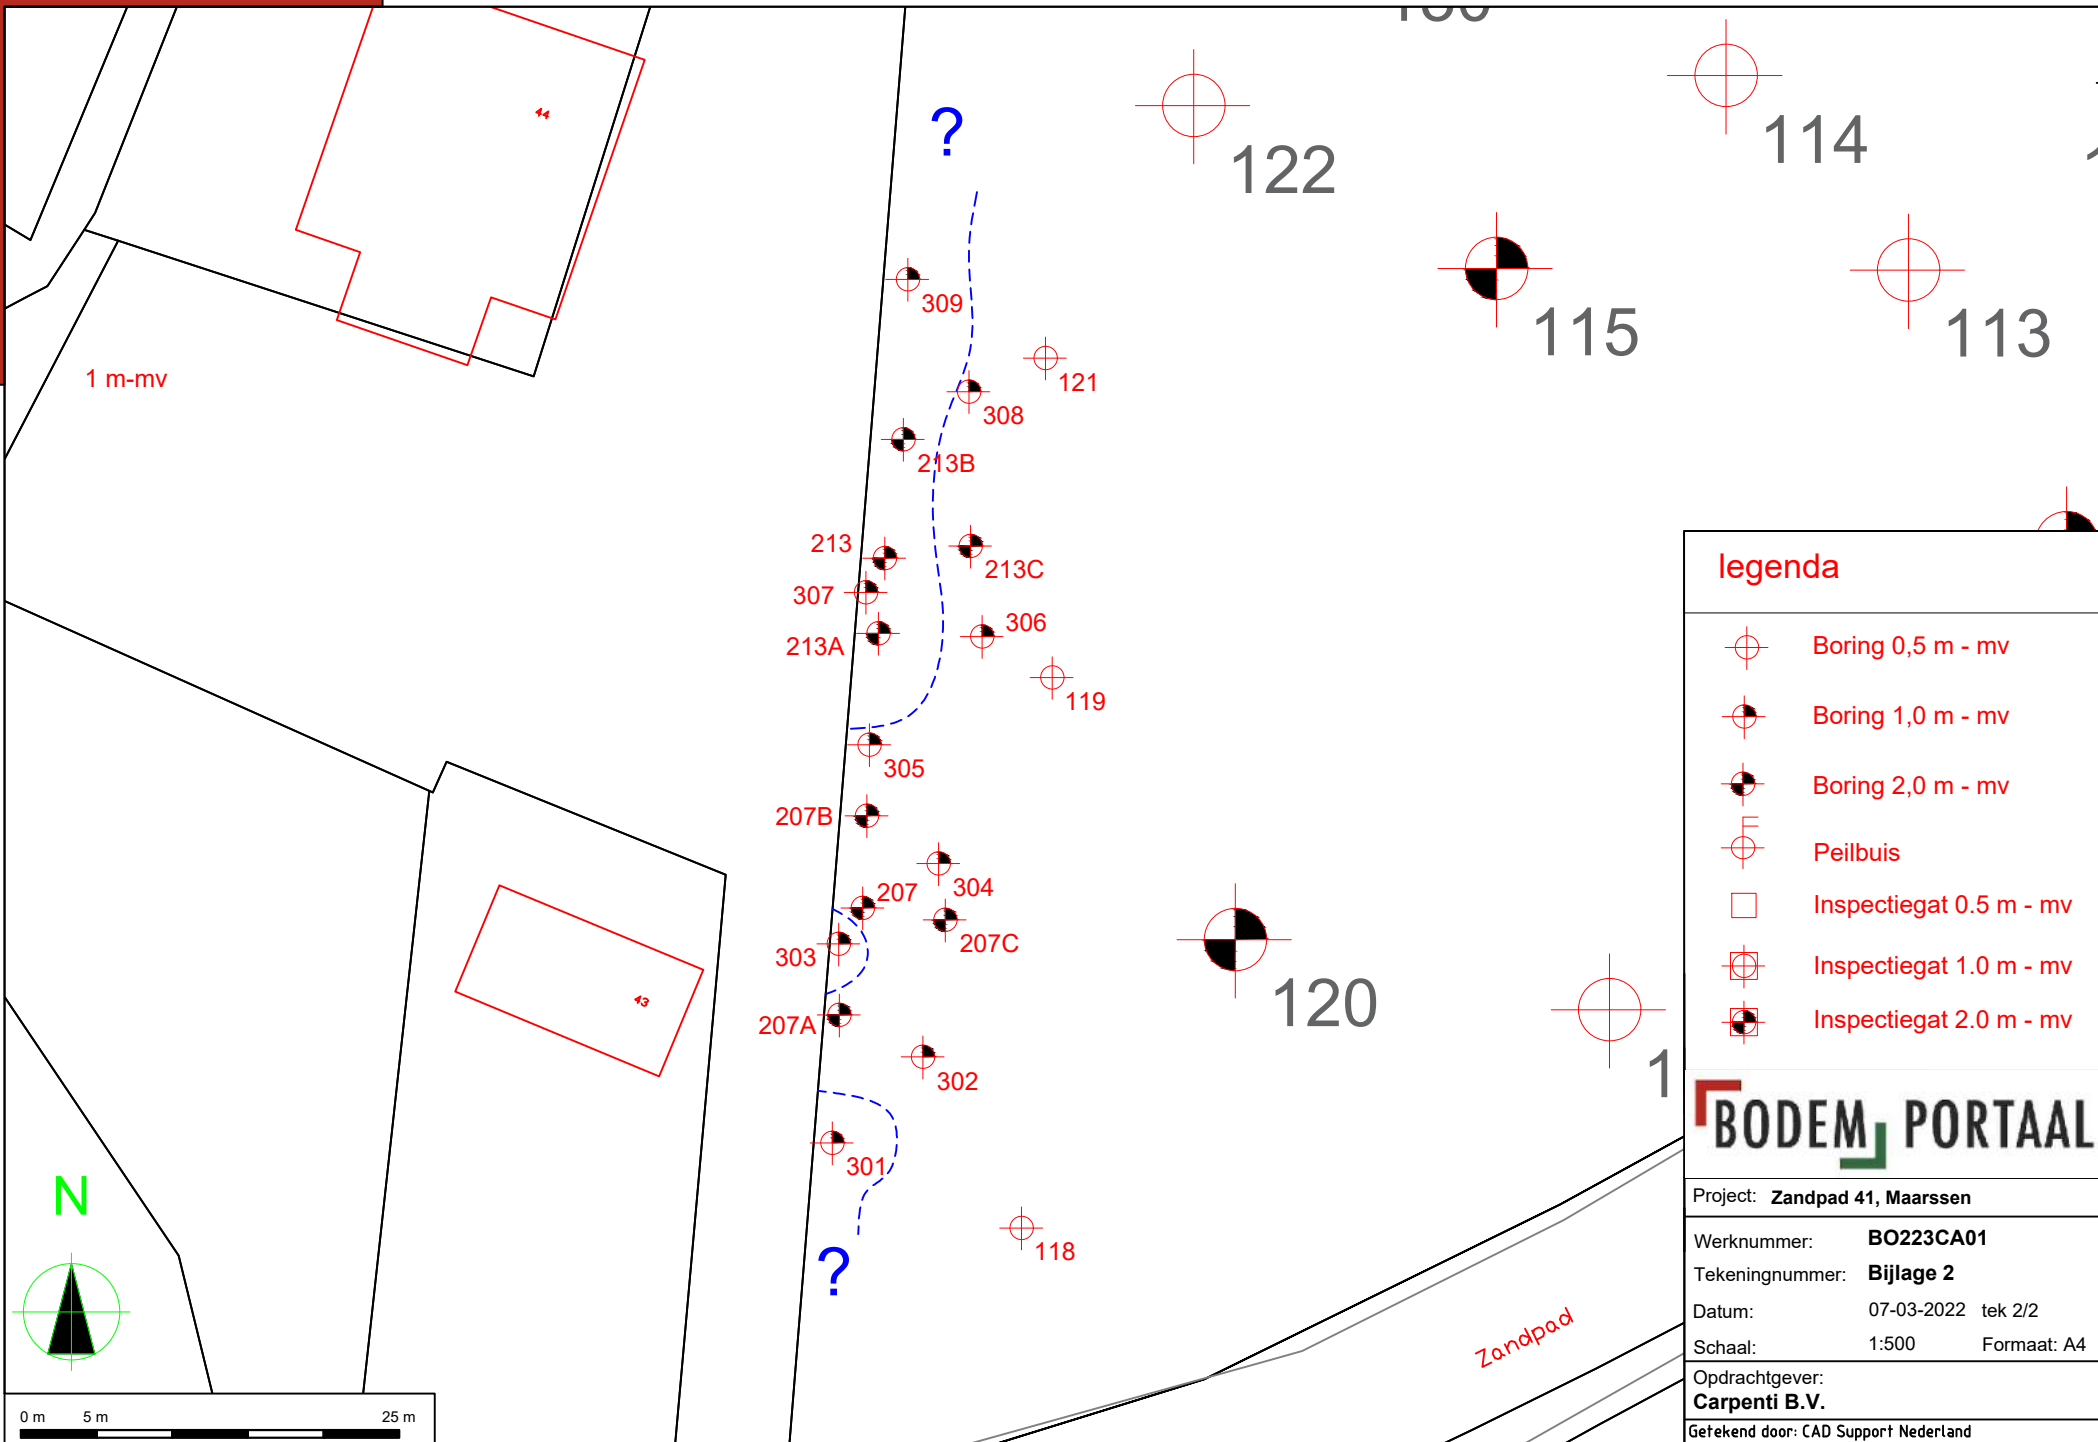 44
?
122
114
115
113
309
121
308
1 m-mv
213B
213
213C
307
306
213A
119
305
207B
304
207
207C
303
207A
302
301
118
?
120
1
43
N
Zandpad
0 m 5 m 25 m
legenda
Boring 0,5 m - mv
Boring 1,0 m - mv
Boring 2,0 m - mv
Peilbuis
Inspectiegat 0.5 m - mv
Inspectiegat 1.0 m - mv
Inspectiegat 2.0 m - mv
BODEM PORTAAL
Project: Zandpad 41, Maarssen
Werknummer: BO223CA01
Tekeningnummer: Bijlage 2
Datum: 07-03-2022 tek 2/2
Schaal: 1:500 Formaat: A4
Opdrachtgever:
Carpenti B.V.
Getekend door: CAD Support Nederland